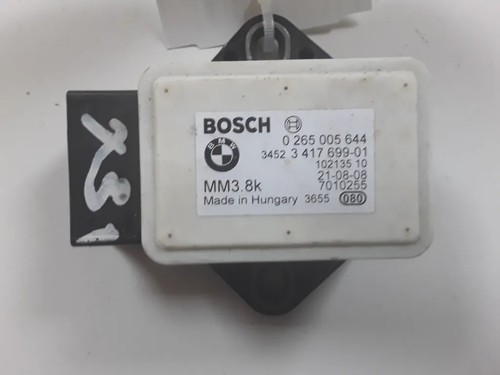 BOSCH
BMW
0 265 005 644
3452 3 417 699-01
102135 10
21-08-08
MM3.8k 7010255
Made in Hungary 3655 080